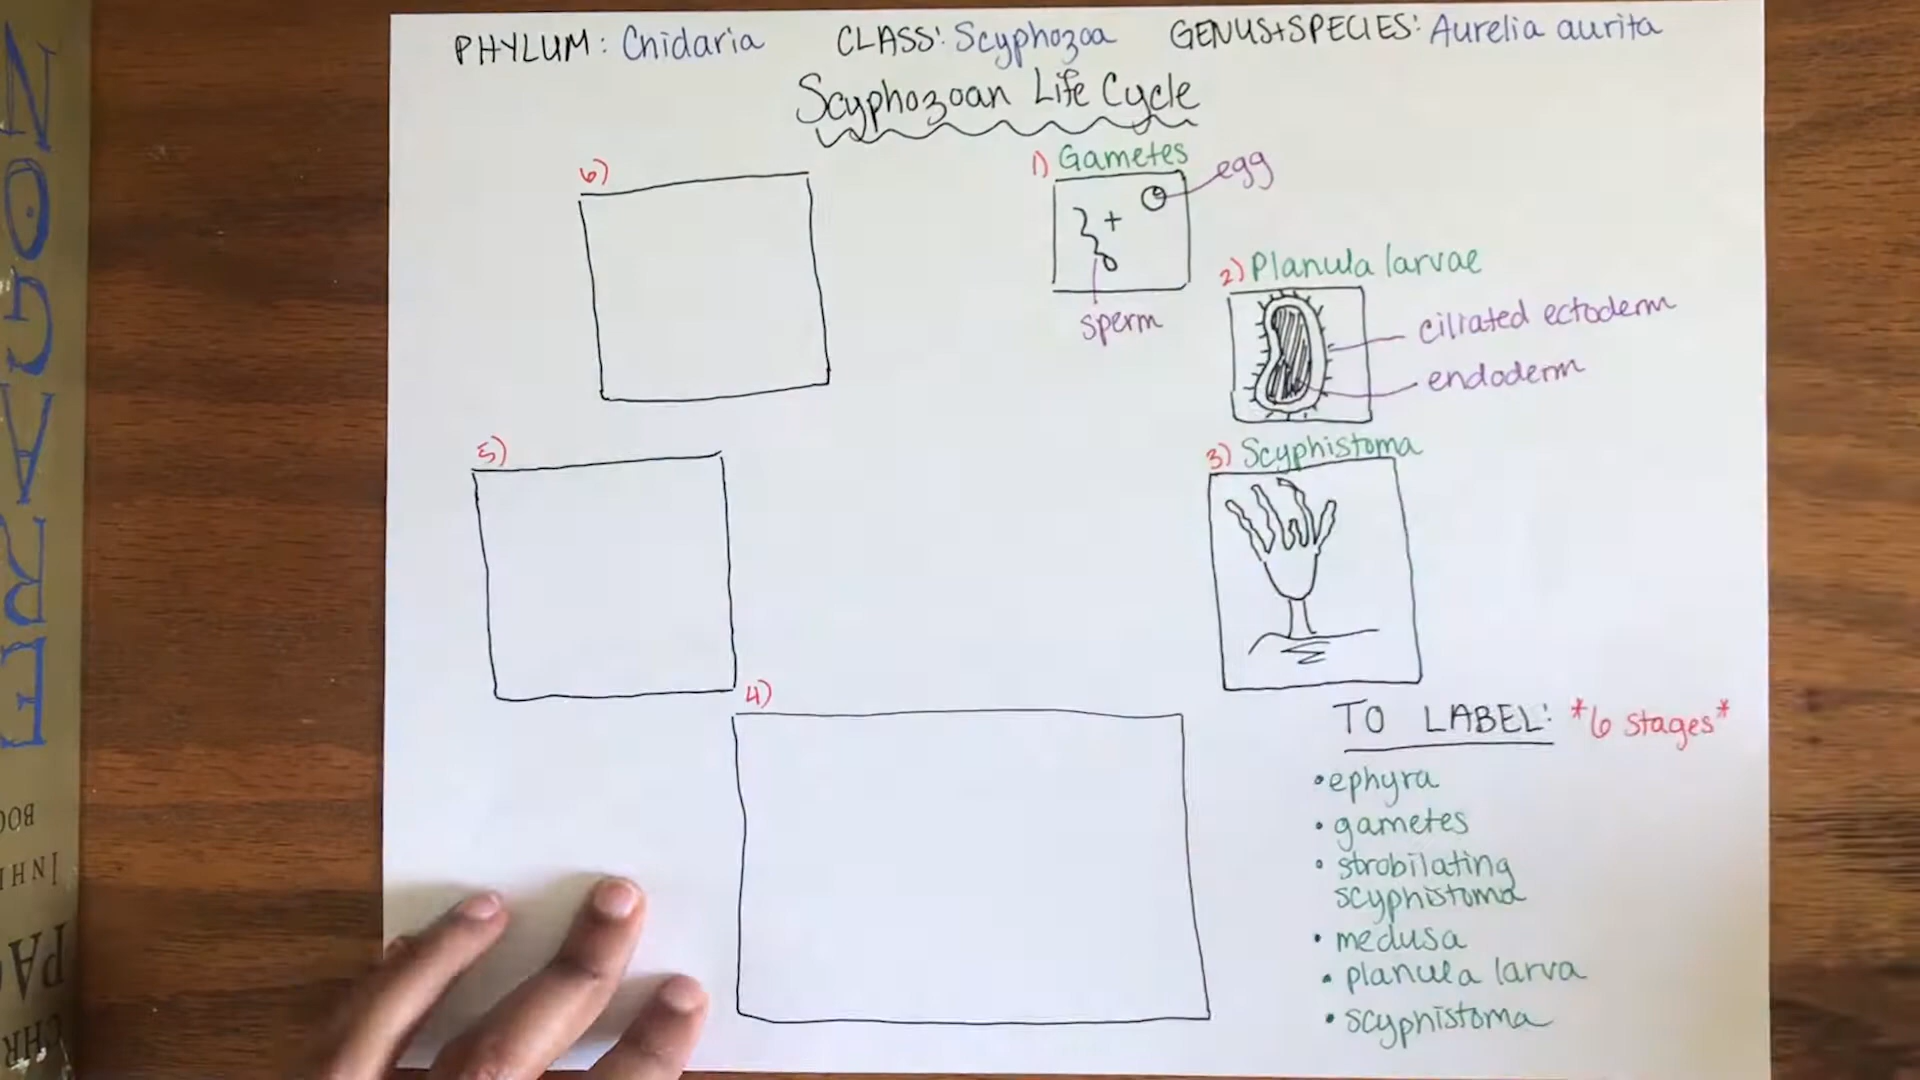 PHYLUM: Cnidaria CLASS: Scyphozoa GENUS+SPECIES: Aurelia aurita
Scyphozoan Life Cycle
6)
1) Gametes
egg
+
sperm
2) Planula larvae
ciliated ectoderm
endoderm
5)
3) Scyphistoma
4)
TO LABEL: *6 stages*
• ephyra
• gametes
• strobilating
scyphistoma
• medusa
• planula larva
• scyphistoma